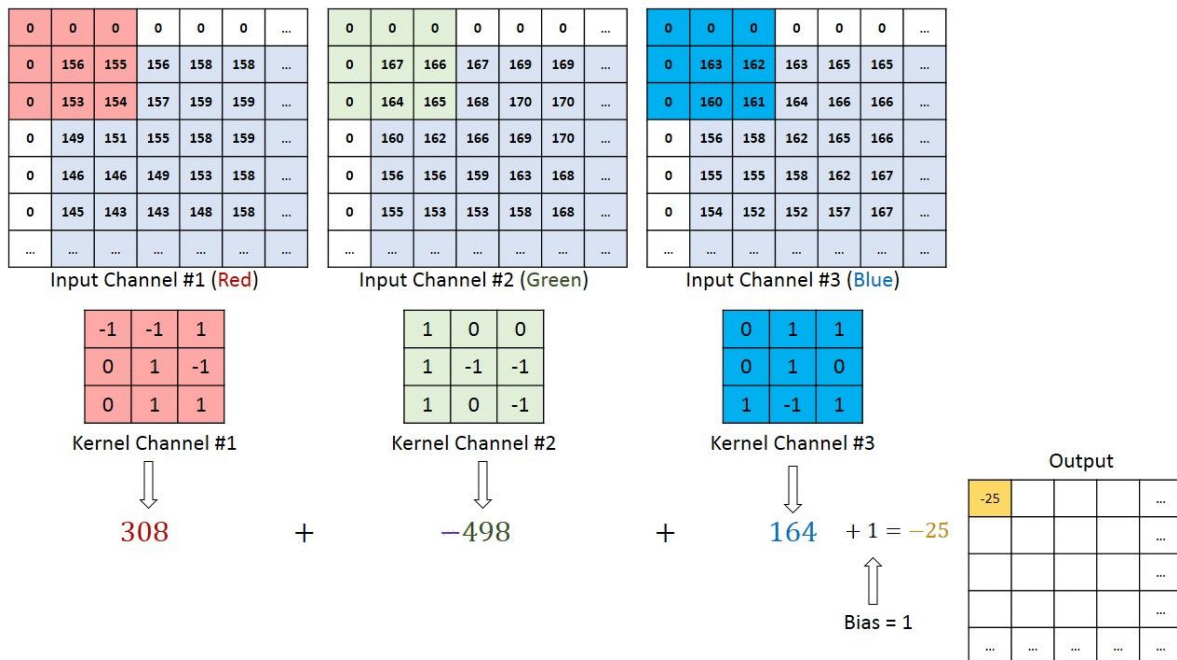 0 0 0 0 0 0 ... 0 0 0 0 0 0 ... 0 0 0 0 0 0 ...
0 156 155 156 158 158 ... 0 167 166 167 169 169 ... 0 163 162 163 165 165 ...
0 153 154 157 159 159 ... 0 164 165 168 170 170 ... 0 160 161 164 166 166 ...
0 149 151 155 158 159 ... 0 160 162 166 169 170 ... 0 156 158 162 165 166 ...
0 146 146 149 153 158 ... 0 156 156 159 163 168 ... 0 155 155 158 162 167 ...
0 145 143 143 148 158 ... 0 155 153 153 158 168 ... 0 154 152 152 157 167 ...
... ... ... ... ... ... ... ... ... ... ... ... ... ... ... ... ... ... ... ... ...
Input Channel #1 (Red) Input Channel #2 (Green) Input Channel #3 (Blue)
-1 -1 1 1 0 0 0 1 1
0 1 -1 1 -1 -1 0 1 0
0 1 1 1 0 -1 1 -1 1
Kernel Channel #1 Kernel Channel #2 Kernel Channel #3
308 + −498 + 164 + 1 = −25
Bias = 1
Output
-25 ...
...
...
...
... ... ... ... ...